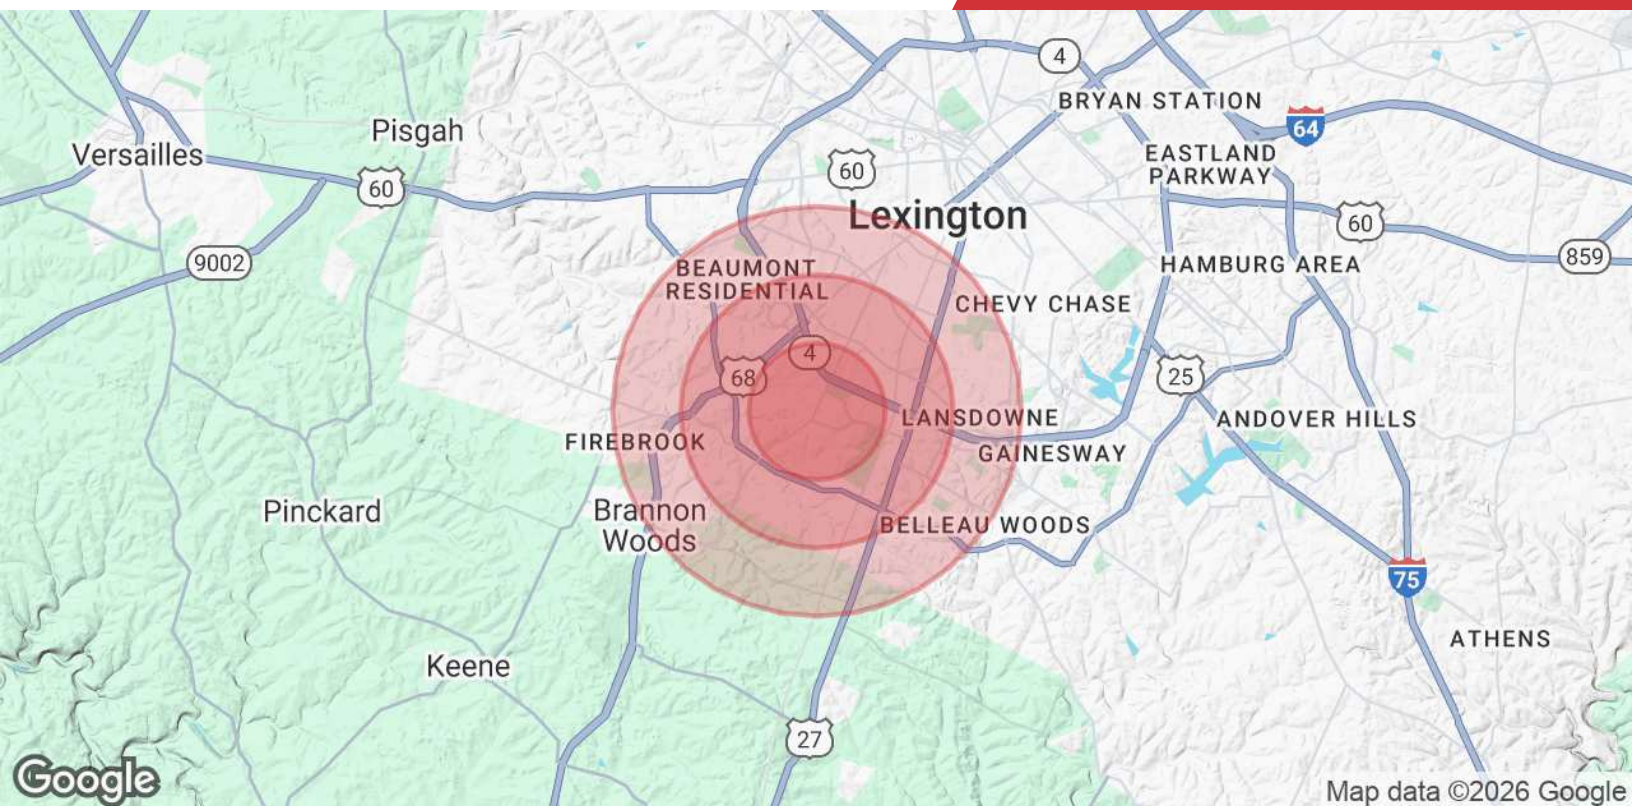 4
BRYAN STATION
64
Pisgah
Versailles
EASTLAND
PARKWAY
60
60
Lexington
60
859
9002
HAMBURG AREA
BEAUMONT
RESIDENTIAL
CHEVY CHASE
4
68
25
LANSDOWNE
ANDOVER HILLS
FIREBROOK
GAINESWAY
Pinckard
Brannon
Woods
BELLEAU WOODS
75
ATHENS
Keene
27
Google
Map data ©2026 Google